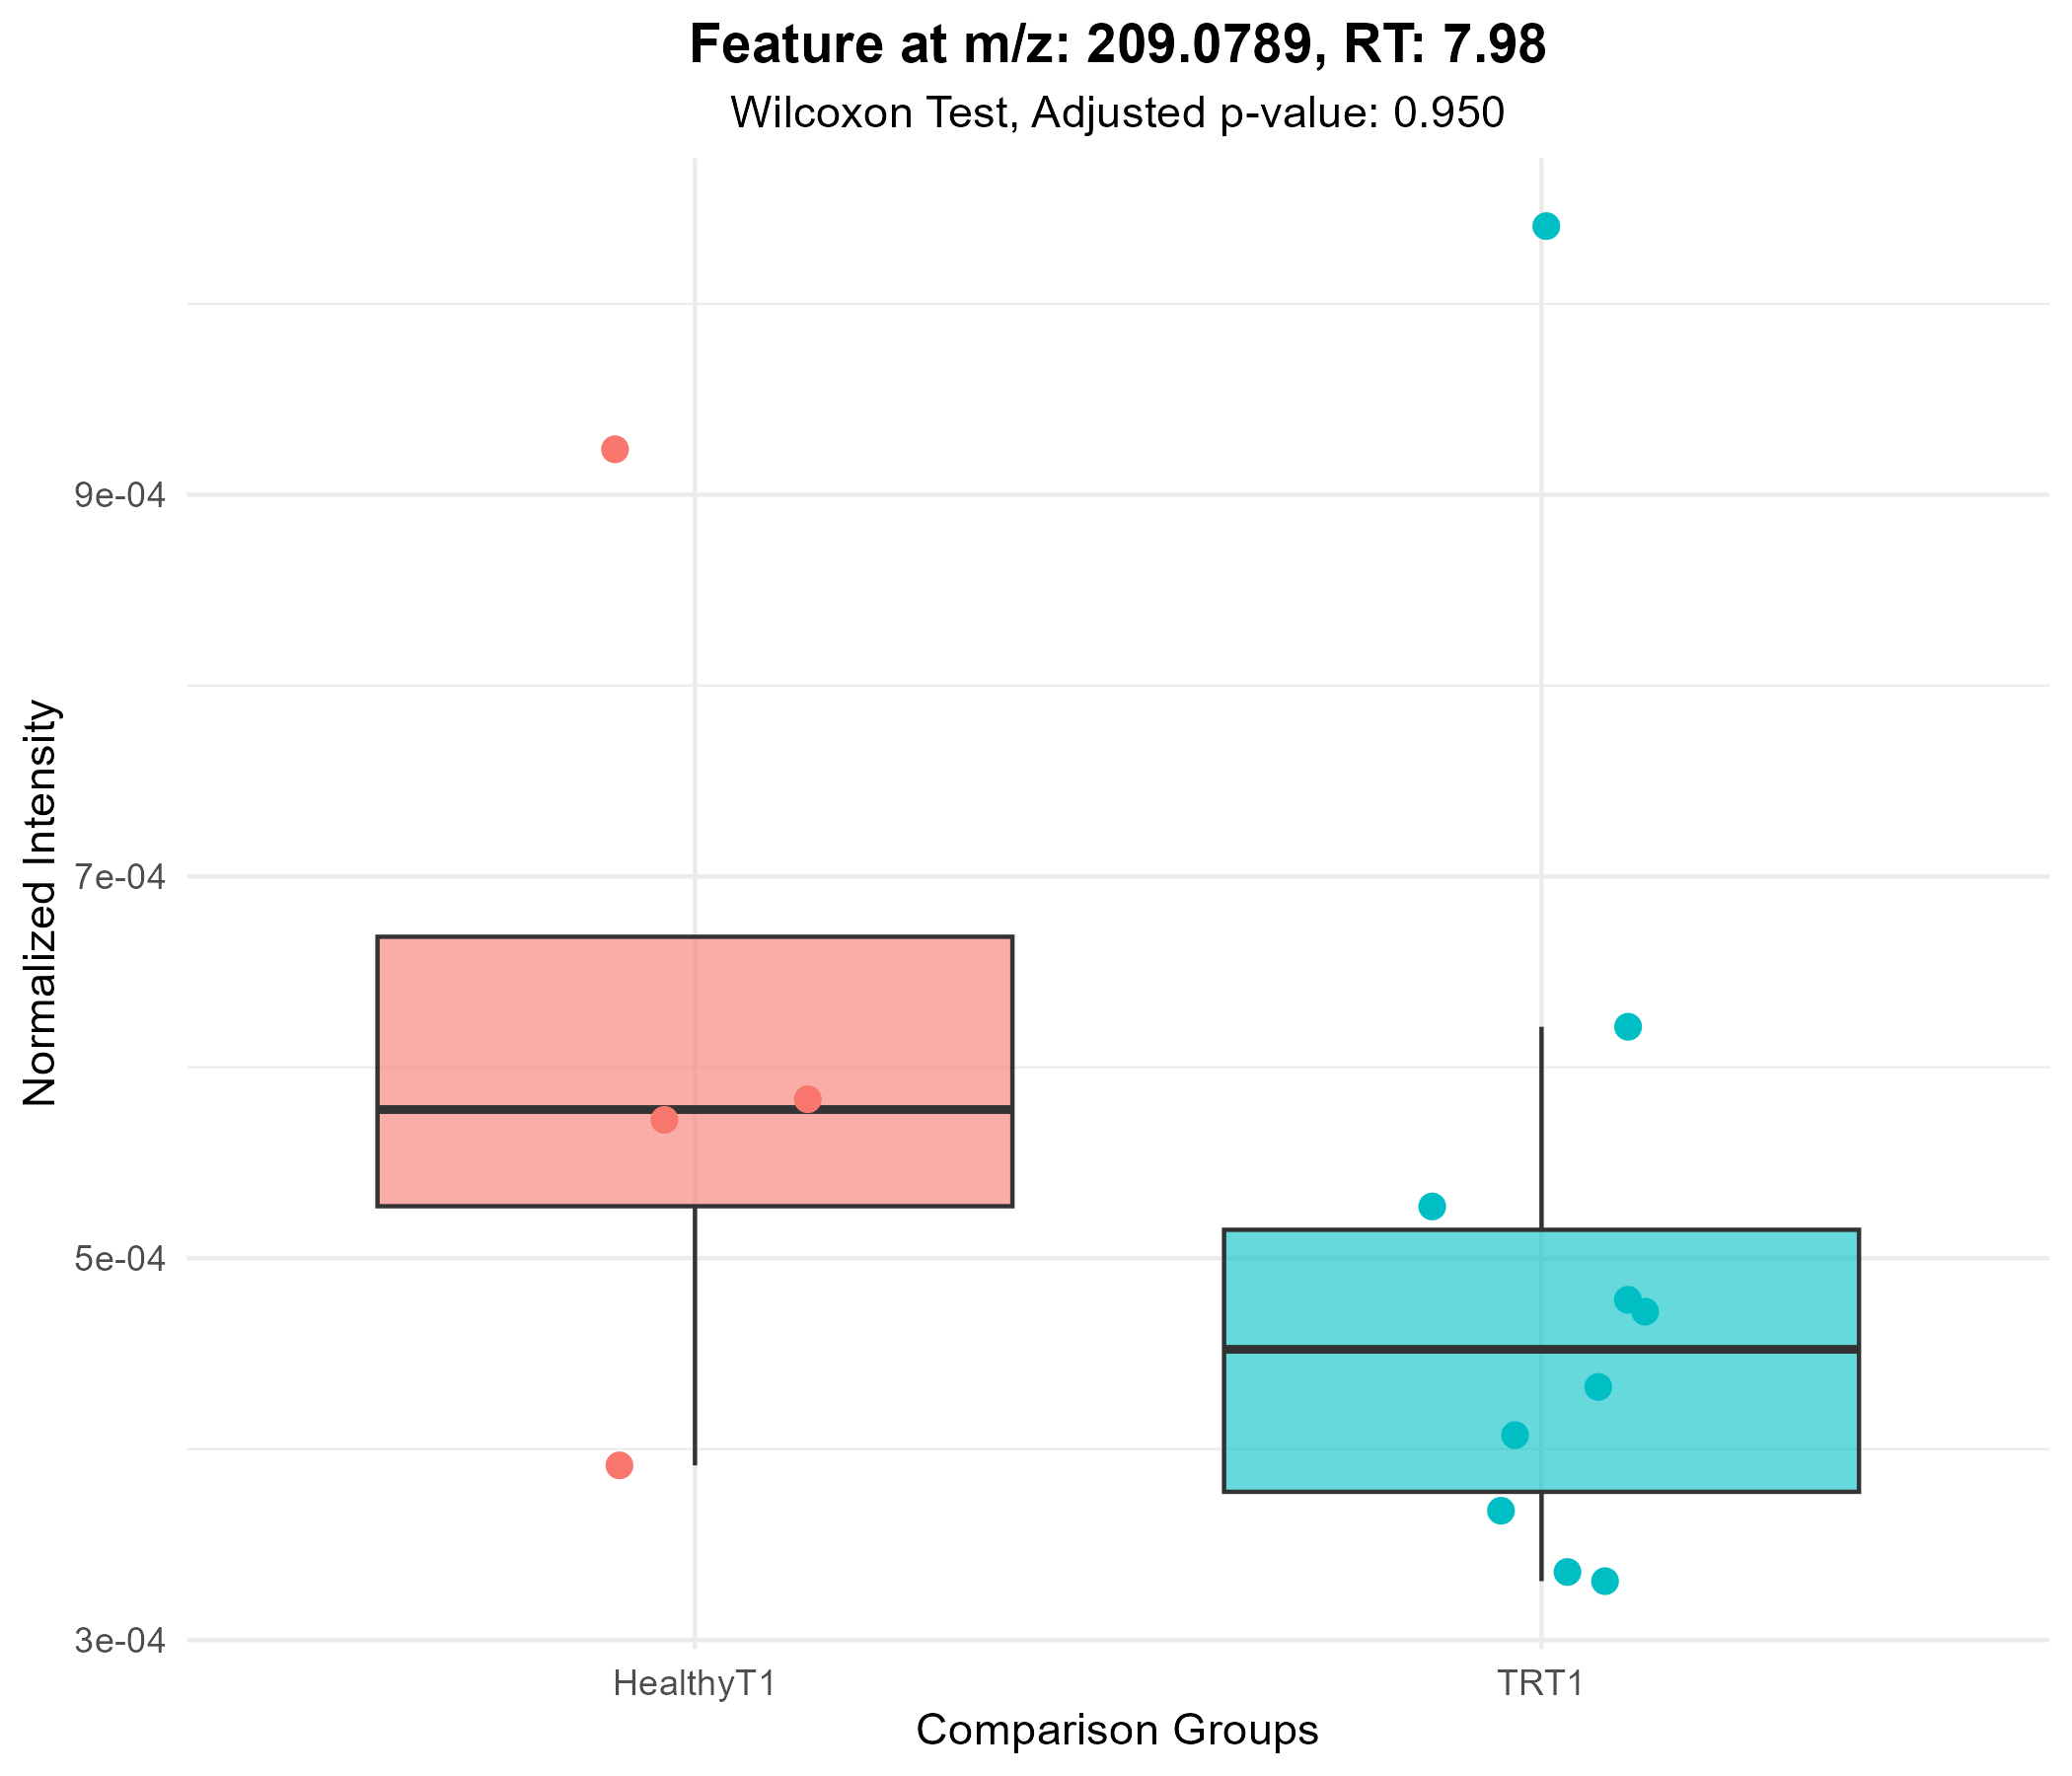 Feature at m/z: 209.0789, RT: 7.98
Wilcoxon Test, Adjusted p-value: 0.950
Normalized Intensity
9e-04
7e-04
5e-04
3e-04
HealthyT1
TRT1
Comparison Groups